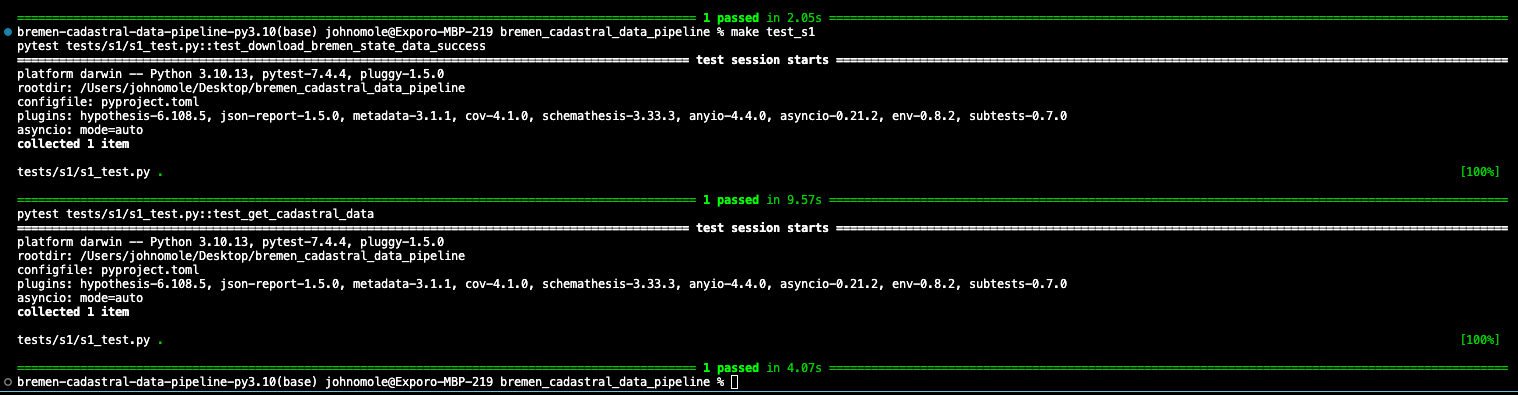 1 passed in 2.05s
bremen-cadastral-data-pipeline-py3.10(base) johnomole@Exporo-MBP-219 bremen_cadastral_data_pipeline % make test_s1
pytest tests/s1/s1_test.py::test_download_bremen_state_data_success
test session starts
platform darwin -- Python 3.10.13, pytest-7.4.4, pluggy-1.5.0
rootdir: /Users/johnomole/Desktop/bremen_cadastral_data_pipeline
configfile: pyproject.toml
plugins: hypothesis-6.108.5, json-report-1.5.0, metadata-3.1.1, cov-4.1.0, schemathesis-3.33.3, anyio-4.4.0, asyncio-0.21.2, env-0.8.2, subtests-0.7.0
asyncio: mode=auto
collected 1 item
tests/s1/s1_test.py . [100%]
1 passed in 9.57s
pytest tests/s1/s1_test.py::test_get_cadastral_data
test session starts
platform darwin -- Python 3.10.13, pytest-7.4.4, pluggy-1.5.0
rootdir: /Users/johnomole/Desktop/bremen_cadastral_data_pipeline
configfile: pyproject.toml
plugins: hypothesis-6.108.5, json-report-1.5.0, metadata-3.1.1, cov-4.1.0, schemathesis-3.33.3, anyio-4.4.0, asyncio-0.21.2, env-0.8.2, subtests-0.7.0
asyncio: mode=auto
collected 1 item
tests/s1/s1_test.py . [100%]
1 passed in 4.07s
bremen-cadastral-data-pipeline-py3.10(base) johnomole@Exporo-MBP-219 bremen_cadastral_data_pipeline %